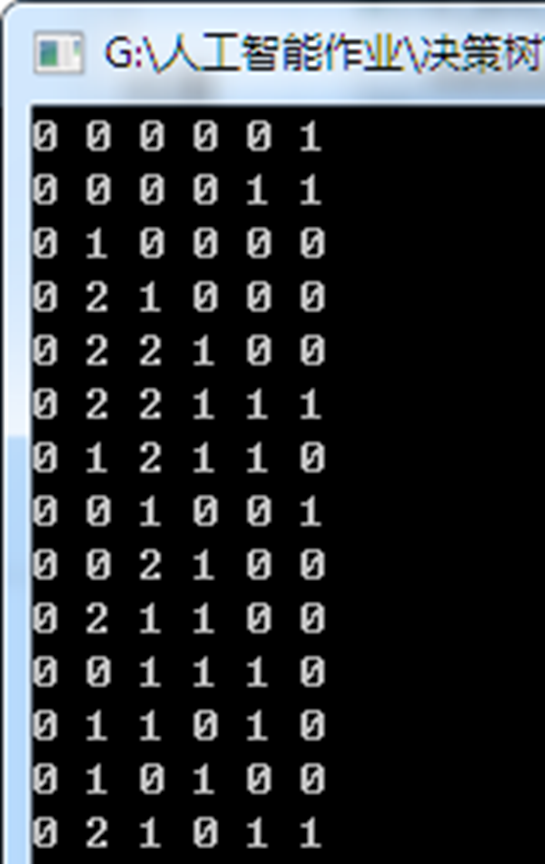 G:\人工智能作业\决策树
0 0 0 0 0 1
0 0 0 0 1 1
0 1 0 0 0 0
0 2 1 0 0 0
0 2 2 1 0 0
0 2 2 1 1 1
0 1 2 1 1 0
0 0 1 0 0 1
0 0 2 1 0 0
0 2 1 1 0 0
0 0 1 1 1 0
0 1 1 0 1 0
0 1 0 1 0 0
0 2 1 0 1 1